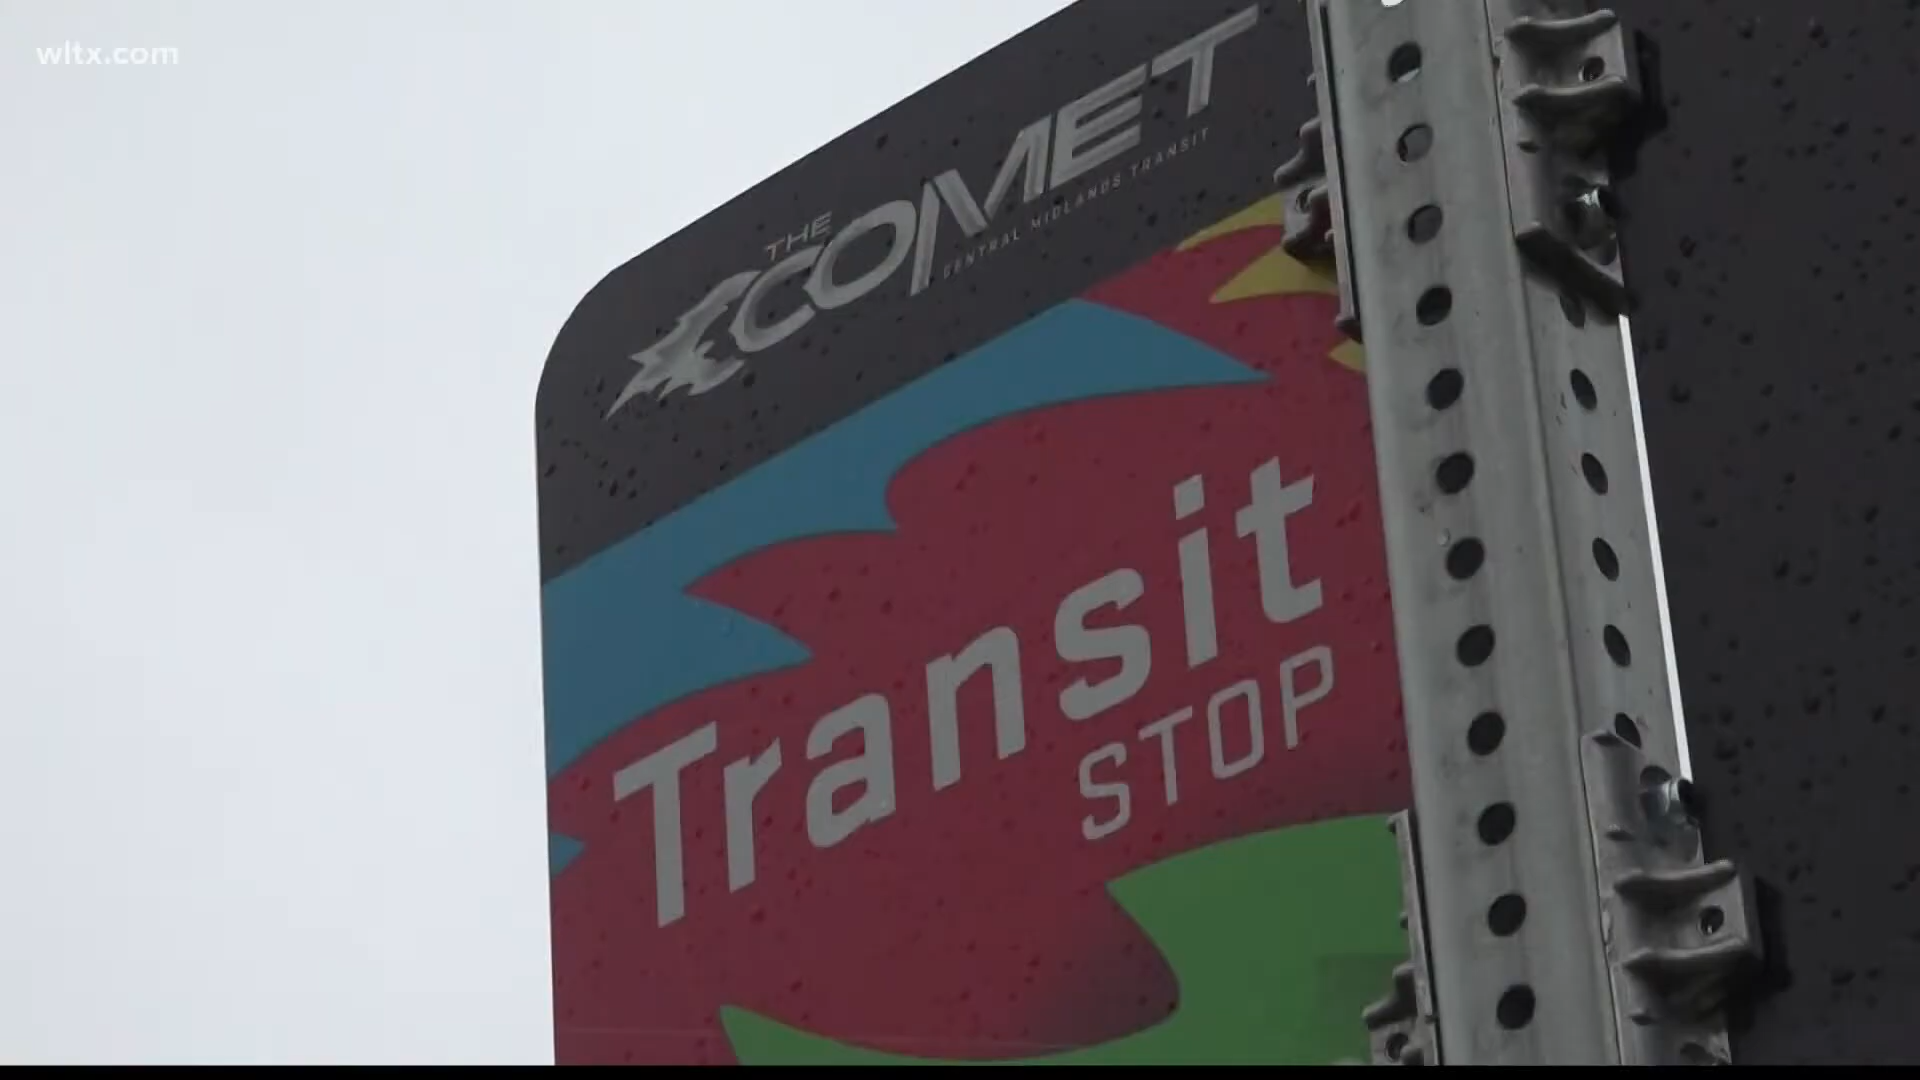 wltx.com
THE
COMET
CENTRAL MIDLANDS TRANSIT
Transit
STOP